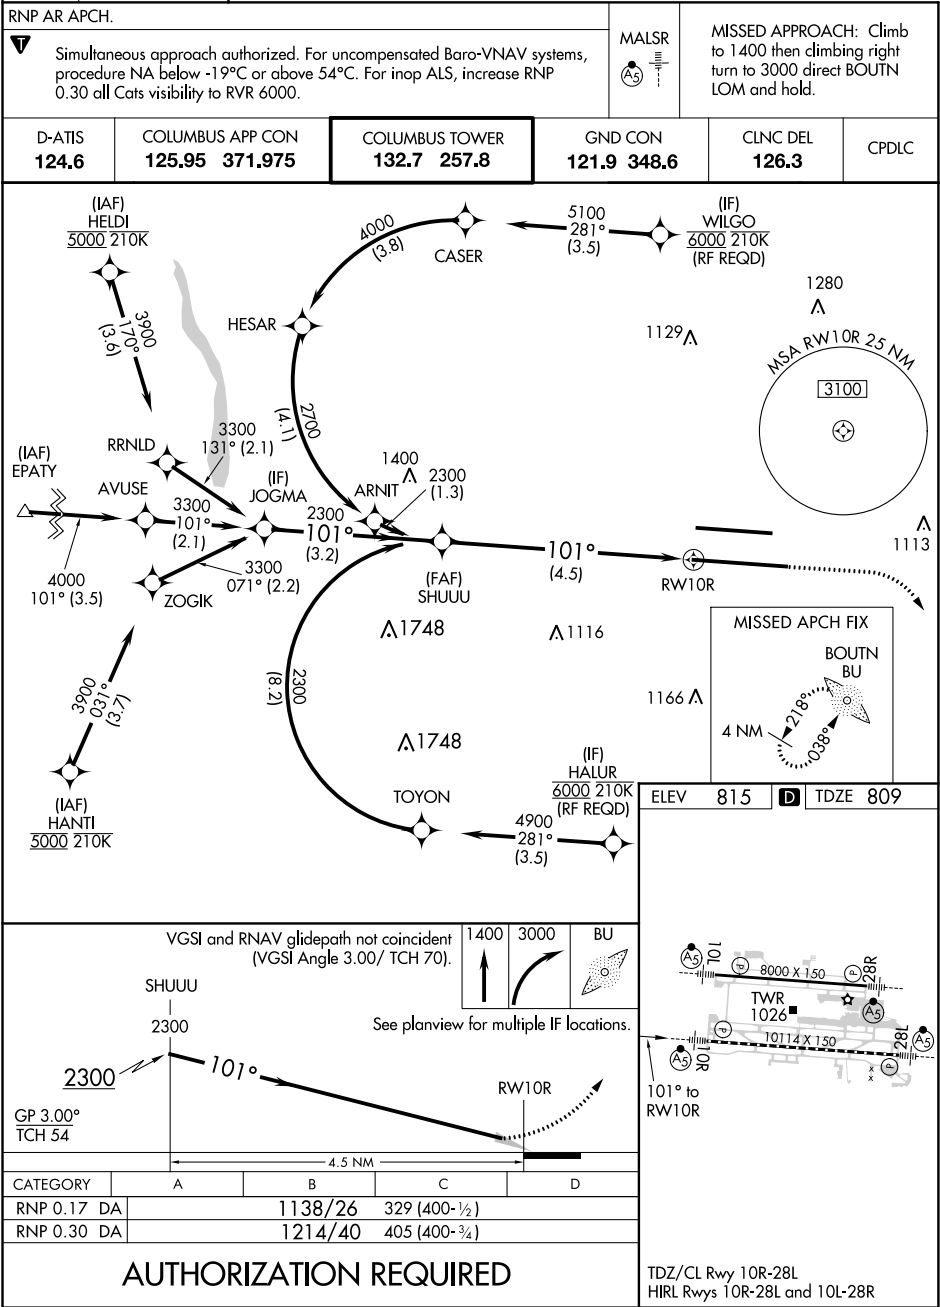 RNP AR APCH.
T
Simultaneous approach authorized. For uncompensated Baro-VNAV systems,
procedure NA below -19°C or above 54°C. For inop ALS, increase RNP
0.30 all Cats visibility to RVR 6000.
MALSR
A5
MISSED APPROACH: Climb
to 1400 then climbing right
turn to 3000 direct BOUTN
LOM and hold.
D-ATIS
124.6
COLUMBUS APP CON
125.95 371.975
COLUMBUS TOWER
132.7 257.8
GND CON
121.9 348.6
CLNC DEL
126.3
CPDLC
(IAF)
HELDI
5000 210K
3900
170°
(3.6)
4000
(3.8)
CASER
5100
281°
(3.5)
(IF)
WILGO
6000 210K
(RF REQD)
HESAR
1280
1129
MSA RW10R 25 NM
3100
2700
(4.1)
(IAF)
EPATY
RRNLD
3300
131° (2.1)
AVUSE
3300
101°
(2.1)
(IF)
JOGMA
2300
101°
(3.2)
1400
ARNIT
2300
(1.3)
1113
4000
101° (3.5)
ZOGIK
3300
071° (2.2)
(FAF)
SHUUU
101°
(4.5)
RW10R
1748
1116
MISSED APCH FIX
BOUTN
BU
218°
038°
4 NM
3900
031°
(3.7)
2300
(8.2)
1166
1748
(IAF)
HANTI
5000 210K
TOYON
4900
281°
(3.5)
(IF)
HALUR
6000 210K
(RF REQD)
ELEV 815
D
TDZE 809
VGSI and RNAV glidepath not coincident
(VGSI Angle 3.00/ TCH 70).
1400
3000
BU
See planview for multiple IF locations.
SHUUU
2300
2300
101°
RW10R
GP 3.00°
TCH 54
4.5 NM
A5
10L
P
8000 X 150
P
28R
TWR
1026
A5
P
10114 X 150
28L
A5
A5
10R
P
x
x
101° to
RW10R
CATEGORY A B C D
RNP 0.17 DA 1138/26 329 (400-½)
RNP 0.30 DA 1214/40 405 (400-¾)
AUTHORIZATION REQUIRED
TDZ/CL Rwy 10R-28L
HIRL Rwys 10R-28L and 10L-28R